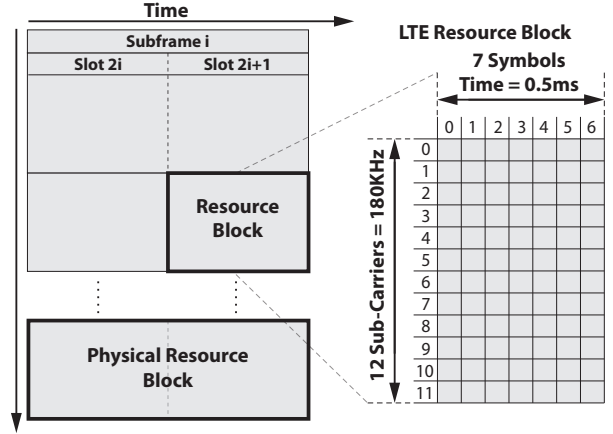 Time
Subframe i
Slot 2i Slot 2i+1
Resource
Block
Physical Resource
Block
LTE Resource Block
7 Symbols
Time = 0.5ms
0 1 2 3 4 5 6
12 Sub-Carriers = 180KHz
0
1
2
3
4
5
6
7
8
9
10
11